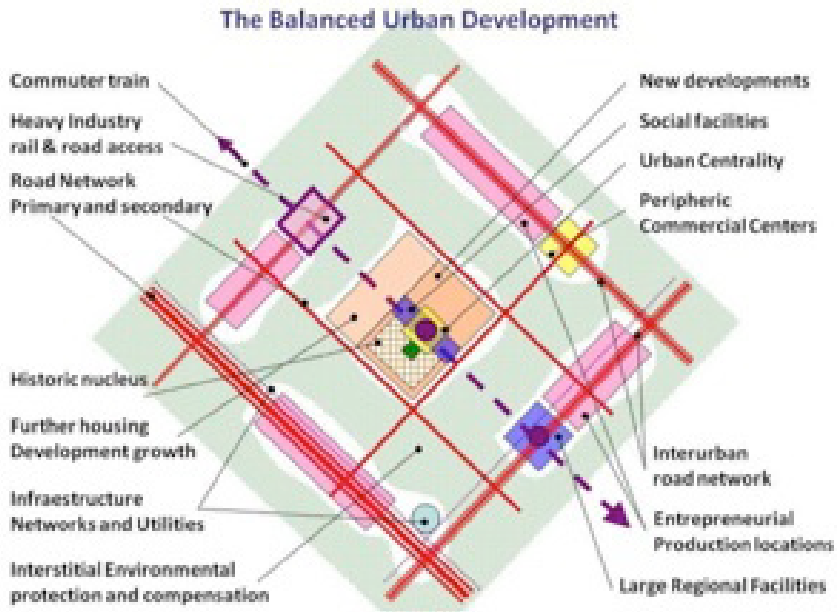 The Balanced Urban Development
Commuter train
Heavy Industry
rail & road access
Road Network
Primary and secondary
Historic nucleus
Further housing
Development growth
Infraestructure
Networks and Utilities
Interstitial Environmental
protection and compensation
New developments
Social facilities
Urban Centrality
Peripheric
Commercial Centers
Interurban
road network
Entrepreneurial
Production locations
Large Regional Facilities